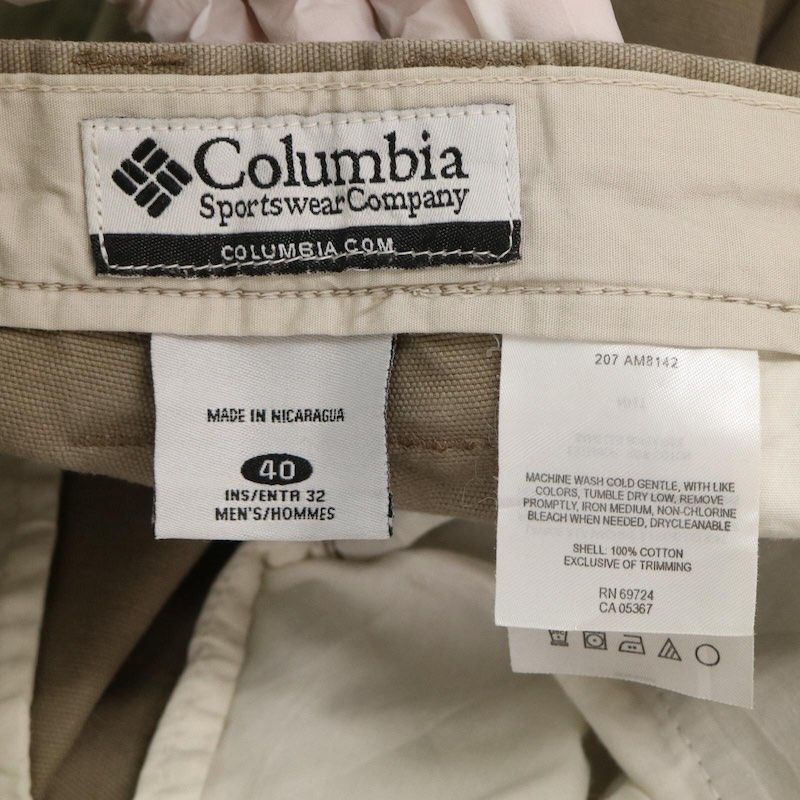 Columbia
Sportswear Company
COLUMBIA.COM
MADE IN NICARAGUA
40
INS/ENTR 32
MEN'S/HOMMES
207 AM8142
MACHINE WASH COLD GENTLE, WITH LIKE
COLORS, TUMBLE DRY LOW, REMOVE
PROMPTLY, IRON MEDIUM, NON-CHLORINE
BLEACH WHEN NEEDED, DRYCLEANABLE
SHELL: 100% COTTON
EXCLUSIVE OF TRIMMING
RN 69724
CA 05367